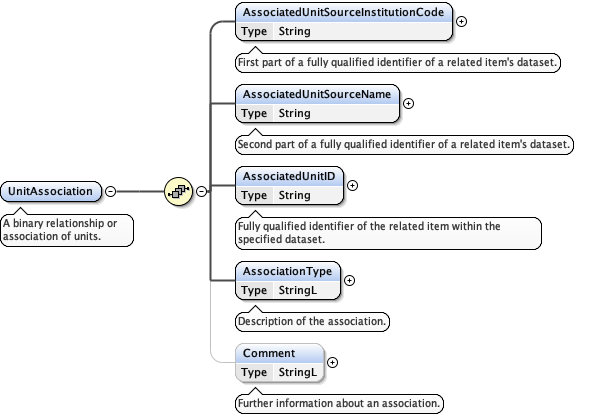 AssociatedUnitSourceInstitutionCode
Type String
First part of a fully qualified identifier of a related item's dataset.
AssociatedUnitSourceName
Type String
Second part of a fully qualified identifier of a related item's dataset.
UnitAssociation
A binary relationship or
association of units.
AssociatedUnitID
Type String
Fully qualified identifier of the related item within the
specified dataset.
AssociationType
Type StringL
Description of the association.
Comment
Type StringL
Further information about an association.